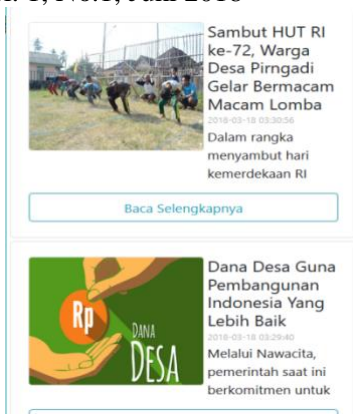 1, No.1, Juni 2018
Sambut HUT RI
ke-72, Warga
Desa Pirngadi
Gelar Bermacam
Macam Lomba
2018-03-18 03:30:56
Dalam rangka
menyambut hari
kemerdekaan RI
Baca Selengkapnya
Dana Desa Guna
Pembangunan
Indonesia Yang
Lebih Baik
2018-03-18 03:29:40
Melalui Nawacita,
pemerintah saat ini
berkomitmen untuk
Rp
DANA
DESA